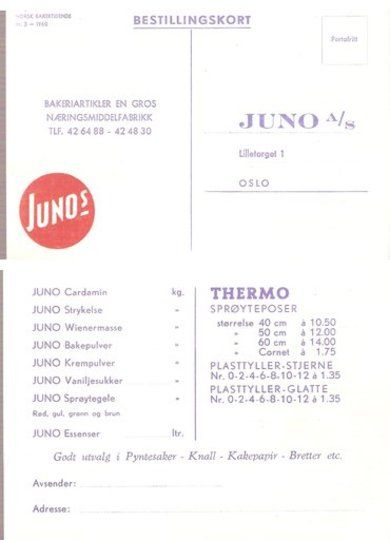 NORSK BAKERTIDENDE
nr. 3 — 1960
BESTILLINGSKORT
Portofritt
BAKERIARTIKLER EN GROS
NÆRINGSMIDDELFABRIKK
TLF. 42 64 88 - 42 48 30
JUNO A/S
Lilletorget 1
OSLO
JUNOS
JUNO Cardamin kg.
JUNO Strykelse "
JUNO Wienermasse "
JUNO Bakepulver "
JUNO Krempulver "
JUNO Vaniljesukker "
JUNO Sprøytegele "
Rød, gul, grønn og brun
JUNO Essenser ltr.
THERMO
SPRØYTEPOSER
størrelse 40 cm à 10.50
" 50 cm à 12.00
" 60 cm à 14.00
" Cornet à 1.75
PLASTTYLLER-STJERNE
Nr. 0-2-4-6-8-10-12 à 1.35
PLASTTYLLER-GLATTE
Nr. 0-2-4-6-8-10-12 à 1.35
Godt utvalg i Pyntesaker - Knall - Kakepapir - Bretter etc.
Avsender:
Adresse: